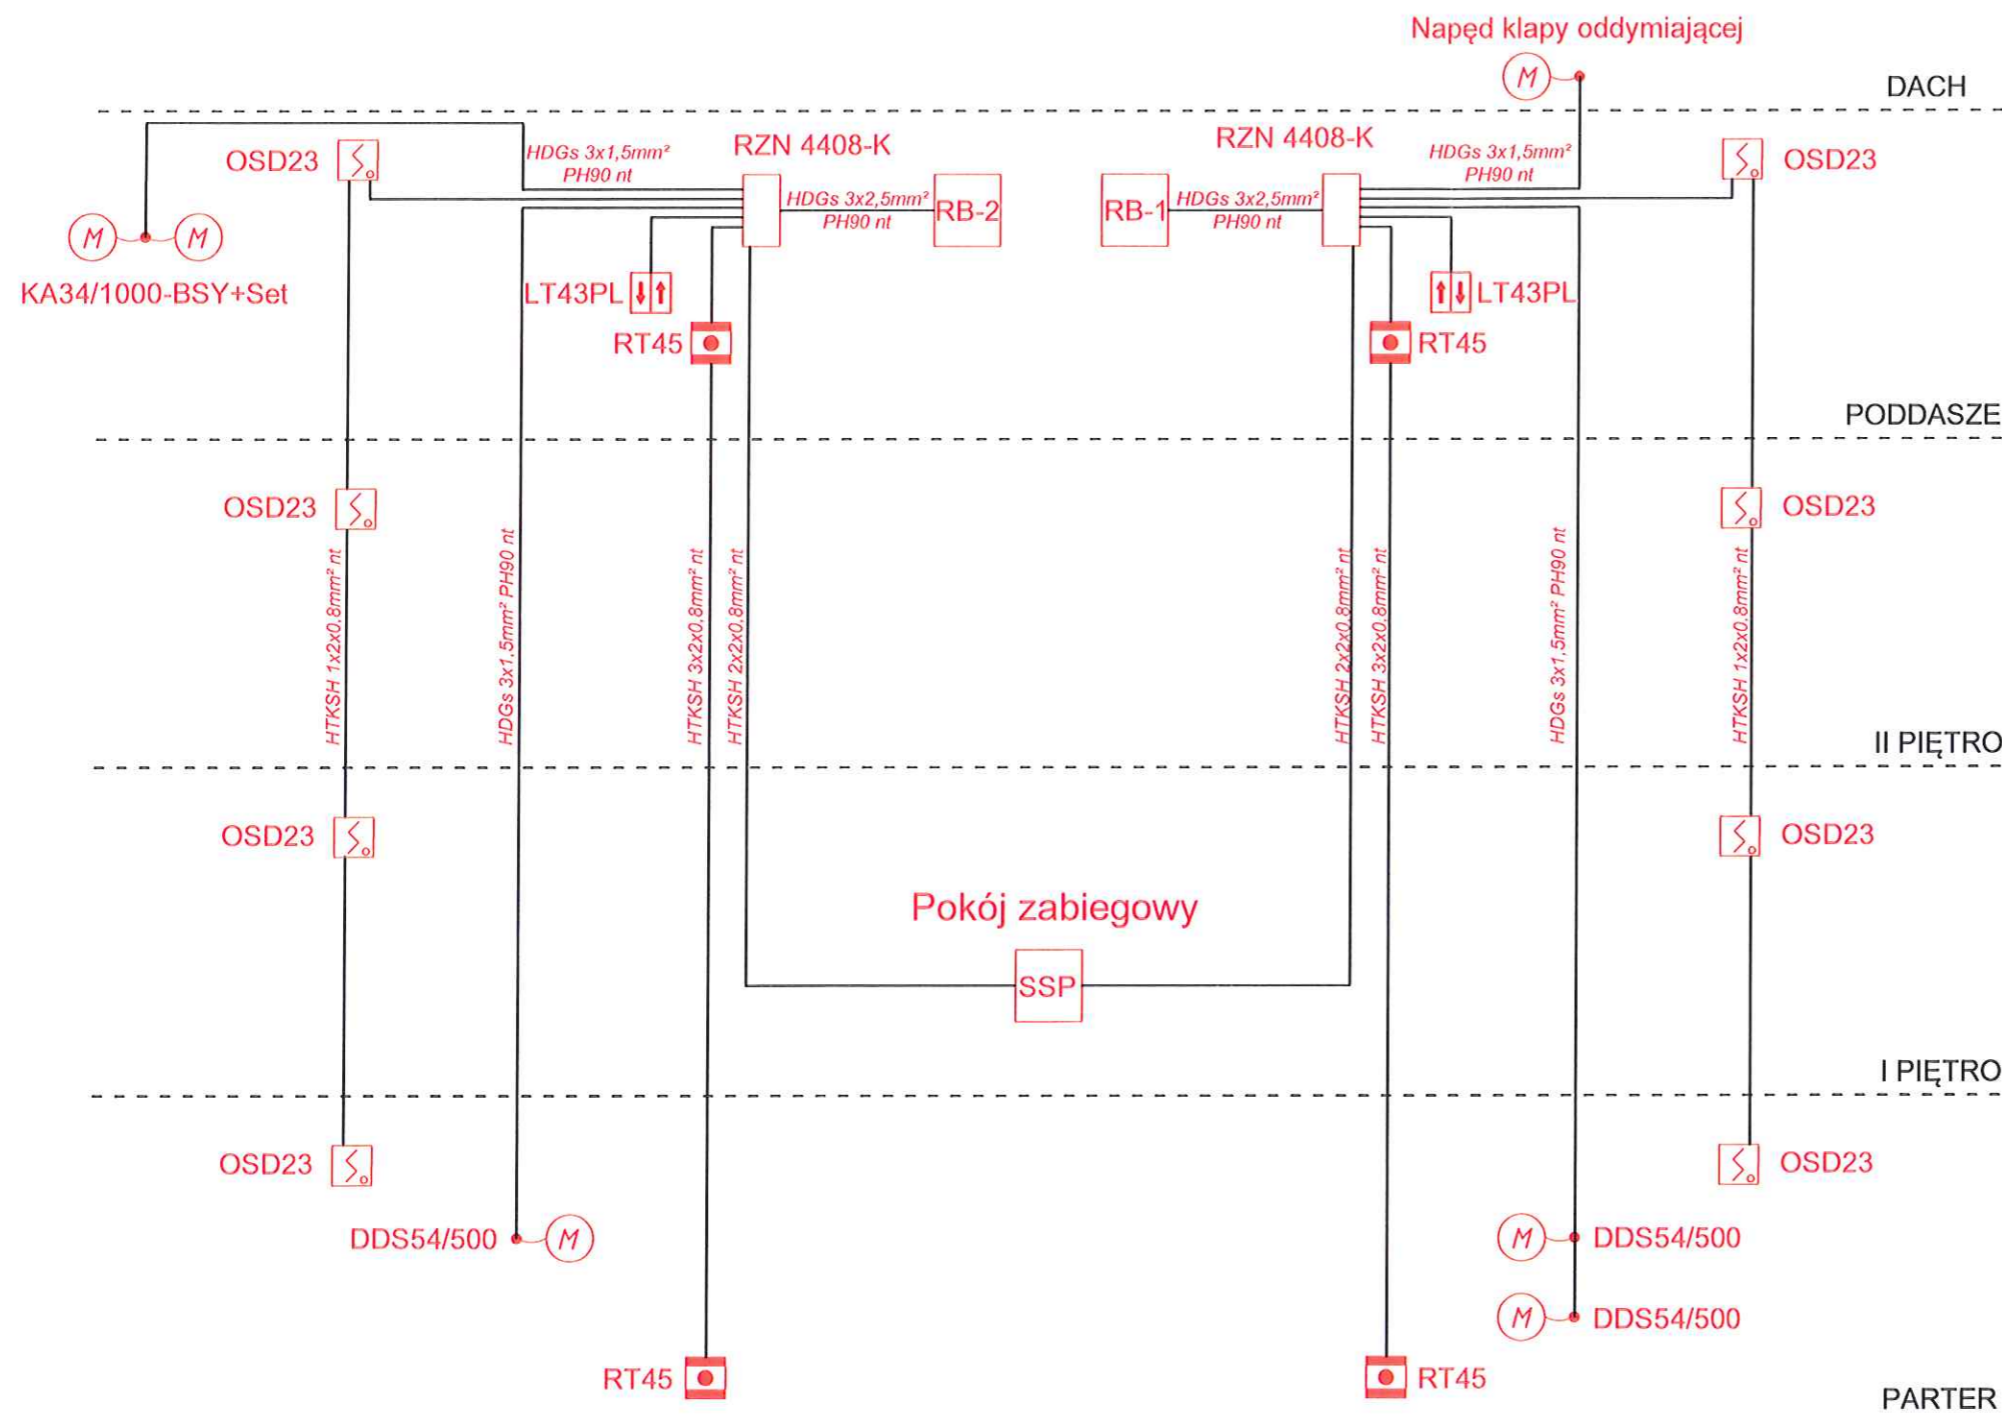 Napęd klapy oddymiającej
M
DACH
OSD23
HDGs 3x1,5mm²
PH90 nt
RZN 4408-K
RZN 4408-K
HDGs 3x1,5mm²
PH90 nt
OSD23
HDGs 3x2,5mm²
PH90 nt
RB-2
RB-1
HDGs 3x2,5mm²
PH90 nt
M
M
KA34/1000-BSY+Set
LT43PL
LT43PL
RT45
RT45
PODDASZE
OSD23
OSD23
HTKSH 1x2x0.8mm² nt
HDGs 3x1.5mm² PH90 nt
HTKSH 3x2x0.8mm² nt
HTKSH 2x2x0.8mm² nt
HTKSH 2x2x0.8mm² nt
HTKSH 3x2x0.8mm² nt
HDGs 3x1,5mm² PH90 nt
HTKSH 1x2x0.8mm² nt
II PIĘTRO
OSD23
OSD23
Pokój zabiegowy
SSP
I PIĘTRO
OSD23
OSD23
DDS54/500
M
M
DDS54/500
M
DDS54/500
RT45
RT45
PARTER